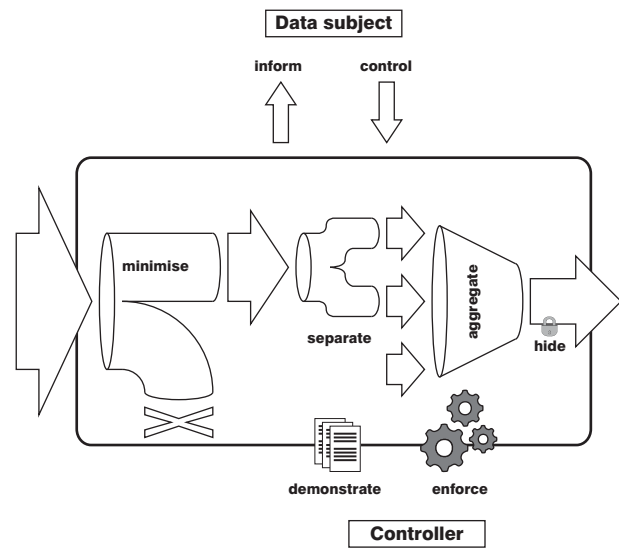 Data subject
inform
control
minimise
separate
aggregate
hide
demonstrate
enforce
Controller